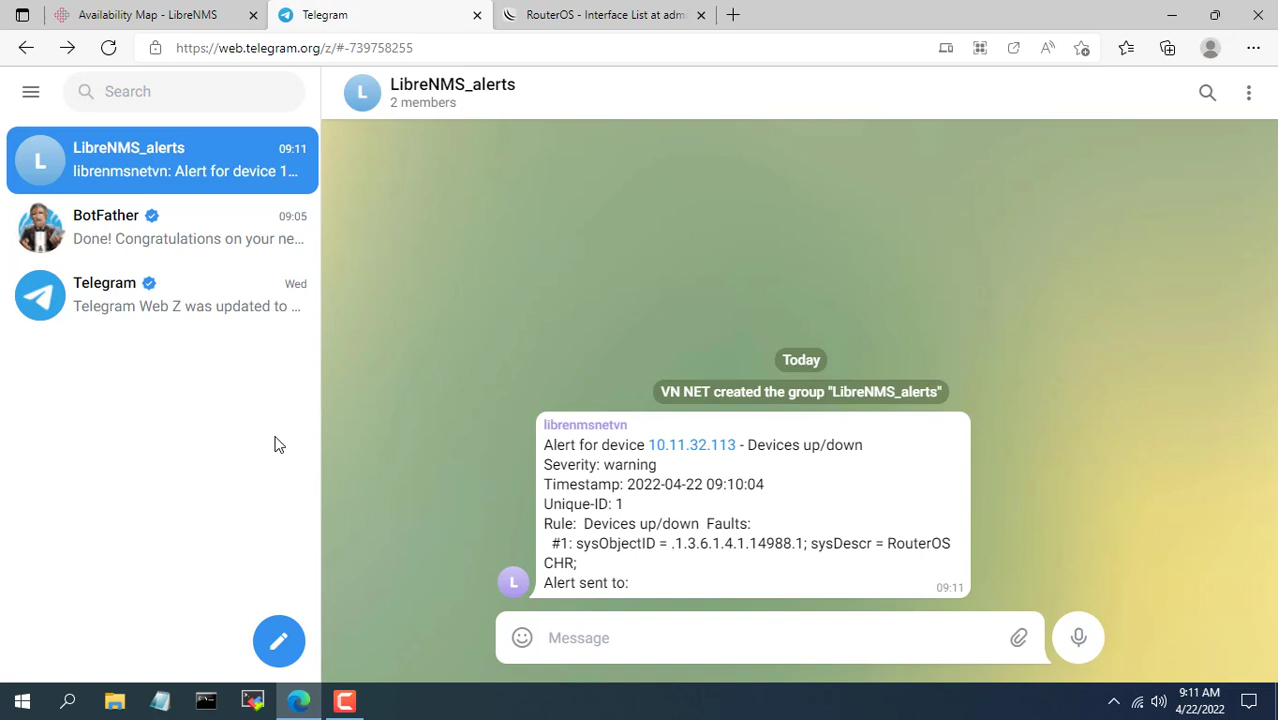 Availability Map - LibreNMS
Telegram
RouterOS - Interface List at adm
https://web.telegram.org/z/#-739758255
Search
LibreNMS_alerts
2 members
LibreNMS_alerts 09:11
librenmsnetvn: Alert for device 1...
BotFather 09:05
Done! Congratulations on your ne...
Telegram Wed
Telegram Web Z was updated to ...
Today
VN NET created the group "LibreNMS_alerts"
librenmsnetvn
Alert for device 10.11.32.113 - Devices up/down
Severity: warning
Timestamp: 2022-04-22 09:10:04
Unique-ID: 1
Rule: Devices up/down Faults:
#1: sysObjectID = .1.3.6.1.4.1.14988.1; sysDescr = RouterOS
CHR;
Alert sent to:
09:11
Message
9:11 AM
4/22/2022